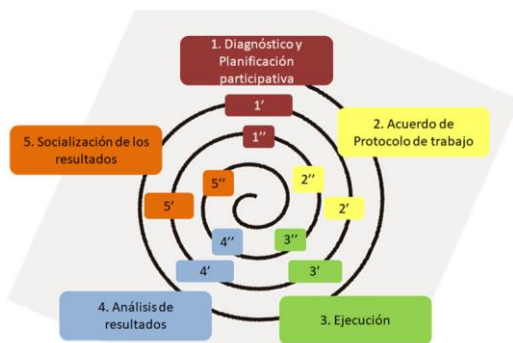 1. Diagnóstico y
Planificación
participativa
1’
1’’
2. Acuerdo de
Protocolo de trabajo
5. Socialización de los
resultados
5’’
2’’
5’
2’
4’’
3’’
4’
3’
4. Análisis de
resultados
3. Ejecución